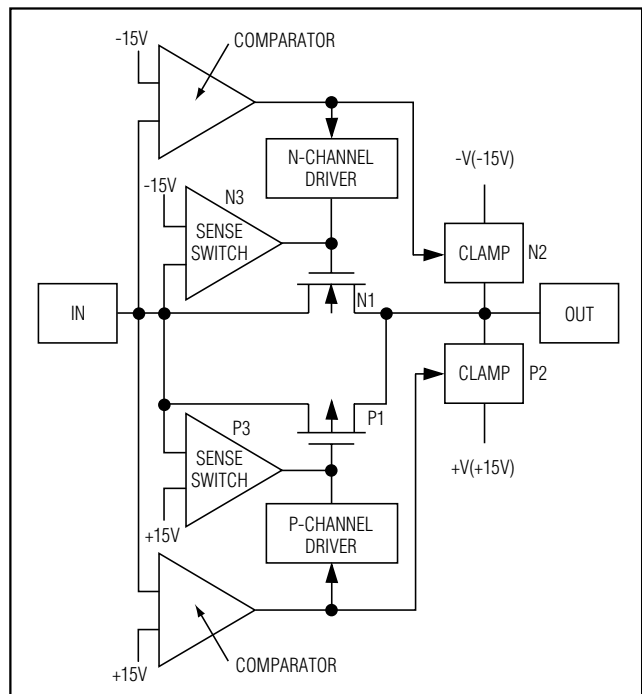 -15V
COMPARATOR
N-CHANNEL
DRIVER
-V(-15V)
-15V
N3
SENSE
SWITCH
CLAMP
N2
IN
N1
OUT
CLAMP
P2
P1
P3
SENSE
SWITCH
+15V
+V(+15V)
P-CHANNEL
DRIVER
+15V
COMPARATOR